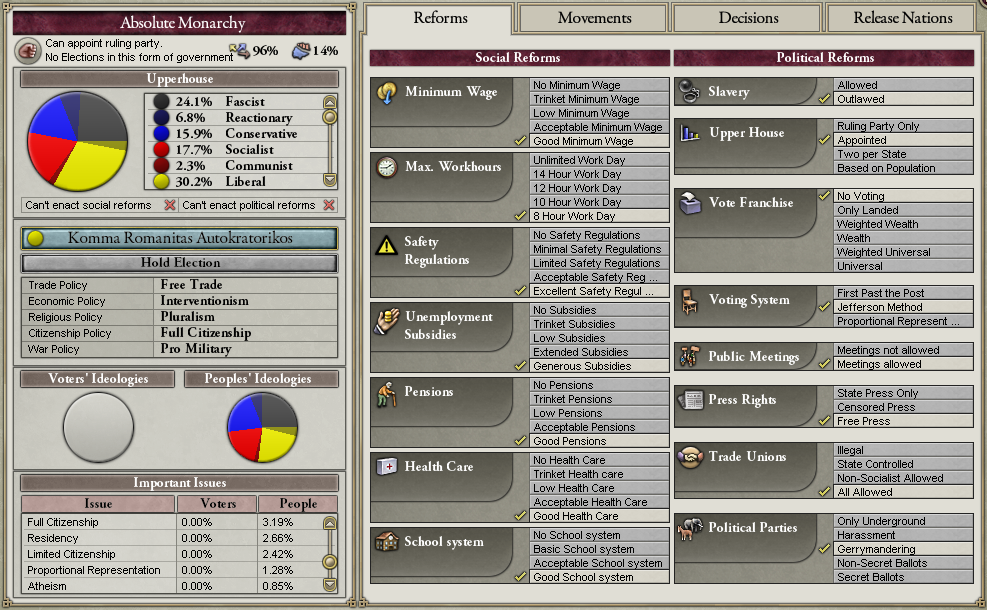 Absolute Monarchy
Can appoint ruling party.
No Elections in this form of government
96%
14%
Upperhouse
24.1% Fascist
6.8% Reactionary
15.9% Conservative
17.7% Socialist
2.3% Communist
30.2% Liberal
Can't enact social reforms
Can't enact political reforms
Komma Romanitas Autokratorikos
Hold Election
Trade Policy Free Trade
Economic Policy Interventionism
Religious Policy Pluralism
Citizenship Policy Full Citizenship
War Policy Pro Military
Voters' Ideologies
Peoples' Ideologies
Important Issues
Issue Voters People
Full Citizenship 0.00% 3.19%
Residency 0.00% 2.66%
Limited Citizenship 0.00% 2.42%
Proportional Representation 0.00% 1.28%
Atheism 0.00% 0.85%
Reforms
Movements
Decisions
Release Nations
Social Reforms
Minimum Wage
No Minimum Wage
Trinket Minimum Wage
Low Minimum Wage
Acceptable Minimum Wage
Good Minimum Wage
Max. Workhours
Unlimited Work Day
14 Hour Work Day
12 Hour Work Day
10 Hour Work Day
8 Hour Work Day
Safety
Regulations
No Safety Regulations
Minimal Safety Regulations
Limited Safety Regulations
Acceptable Safety Reg ...
Excellent Safety Regul ...
Unemployment
Subsidies
No Subsidies
Trinket Subsidies
Low Subsidies
Extended Subsidies
Generous Subsidies
Pensions
No Pensions
Trinket Pensions
Low Pensions
Acceptable Pensions
Good Pensions
Health Care
No Health Care
Trinket Health care
Low Health Care
Acceptable Health Care
Good Health Care
School system
No School system
Basic School system
Acceptable School system
Good School system
Political Reforms
Slavery
Allowed
Outlawed
Upper House
Ruling Party Only
Appointed
Two per State
Based on Population
Vote Franchise
No Voting
Only Landed
Weighted Wealth
Wealth
Weighted Universal
Universal
Voting System
First Past the Post
Jefferson Method
Proportional Represent ...
Public Meetings
Meetings not allowed
Meetings allowed
Press Rights
State Press Only
Censored Press
Free Press
Trade Unions
Illegal
State Controlled
Non-Socialist Allowed
All Allowed
Political Parties
Only Underground
Harassment
Gerrymandering
Non-Secret Ballots
Secret Ballots